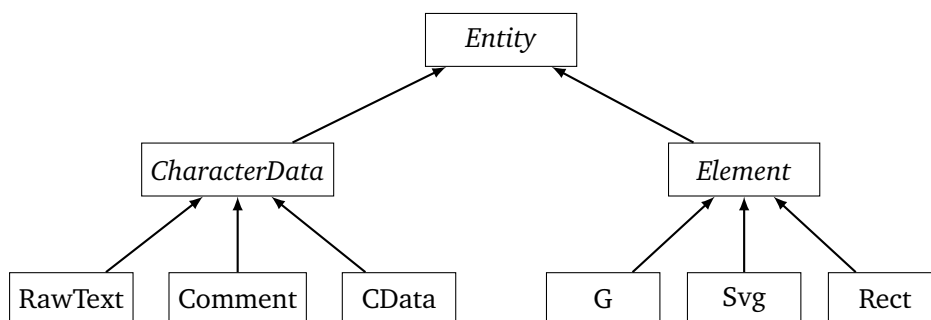 Entity
CharacterData
Element
RawText
Comment
CData
G
Svg
Rect